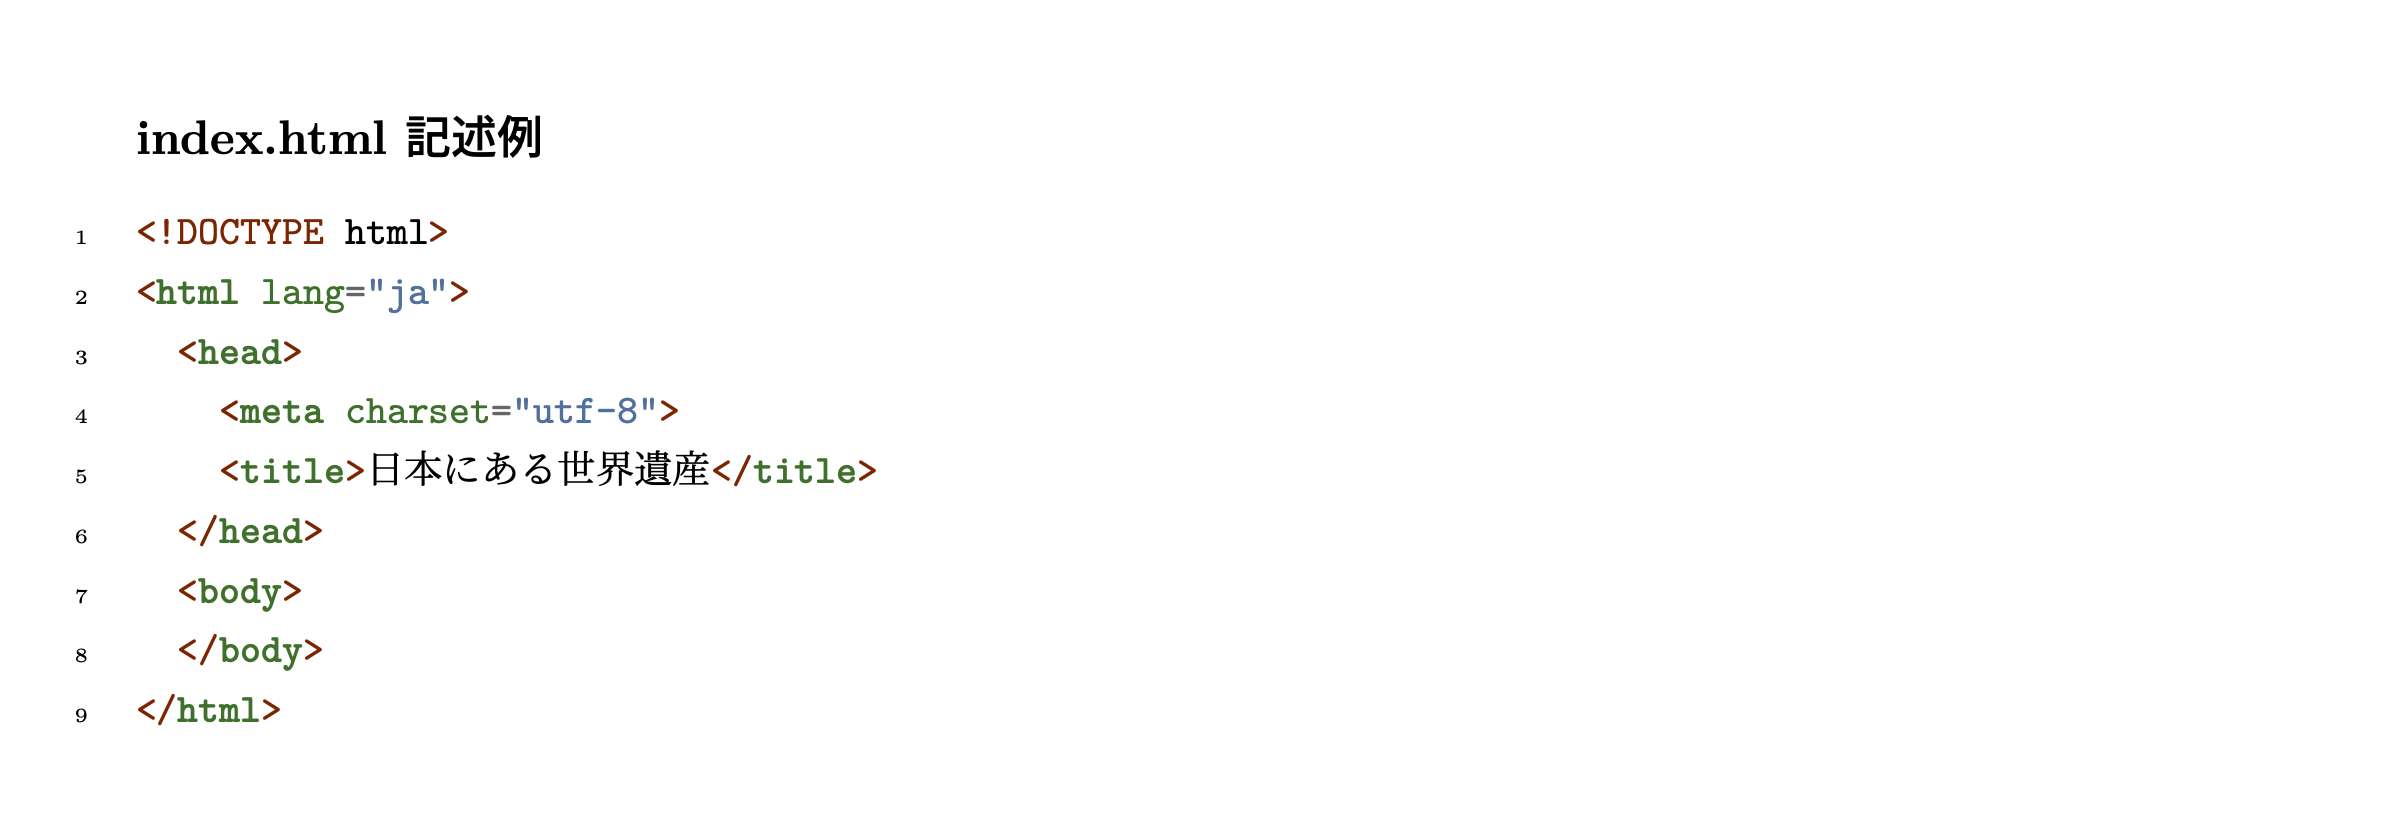 index.html 記述例
1 <!DOCTYPE html>
2 <html lang="ja">
3   <head>
4     <meta charset="utf-8">
5     <title>日本にある世界遺産</title>
6   </head>
7   <body>
8   </body>
9 </html>